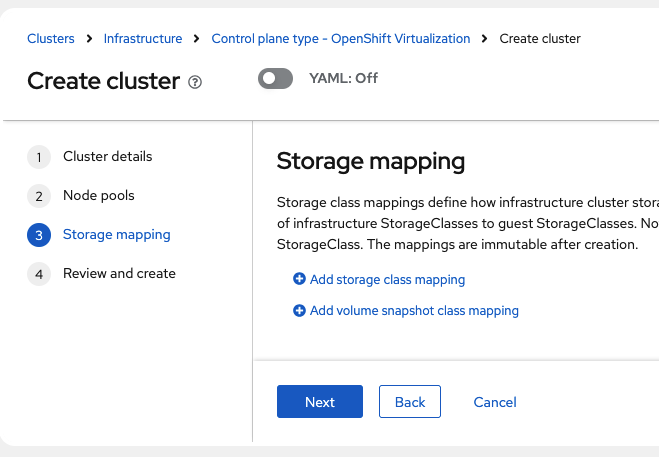 Clusters > Infrastructure > Control plane type - OpenShift Virtualization > Create cluster
Create cluster
YAML: Off
1 Cluster details
2 Node pools
3 Storage mapping
4 Review and create
Storage mapping
Storage class mappings define how infrastructure cluster stora
of infrastructure StorageClasses to guest StorageClasses. No
StorageClass. The mappings are immutable after creation.
Add storage class mapping
Add volume snapshot class mapping
Next Back Cancel